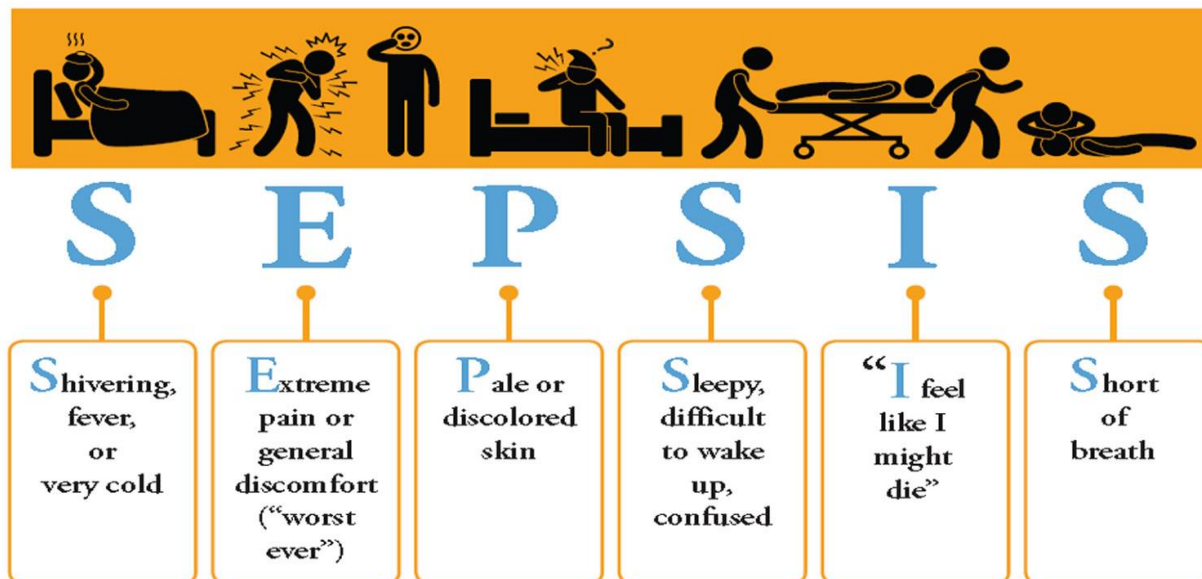 ?
S E P S I S
Shivering,
fever,
or
very cold
Extreme
pain or
general
discomfort
(“worst
ever”)
Pale or
discolored
skin
Sleepy,
difficult
to wake
up,
confused
“I feel
like I
might
die”
Short
of
breath